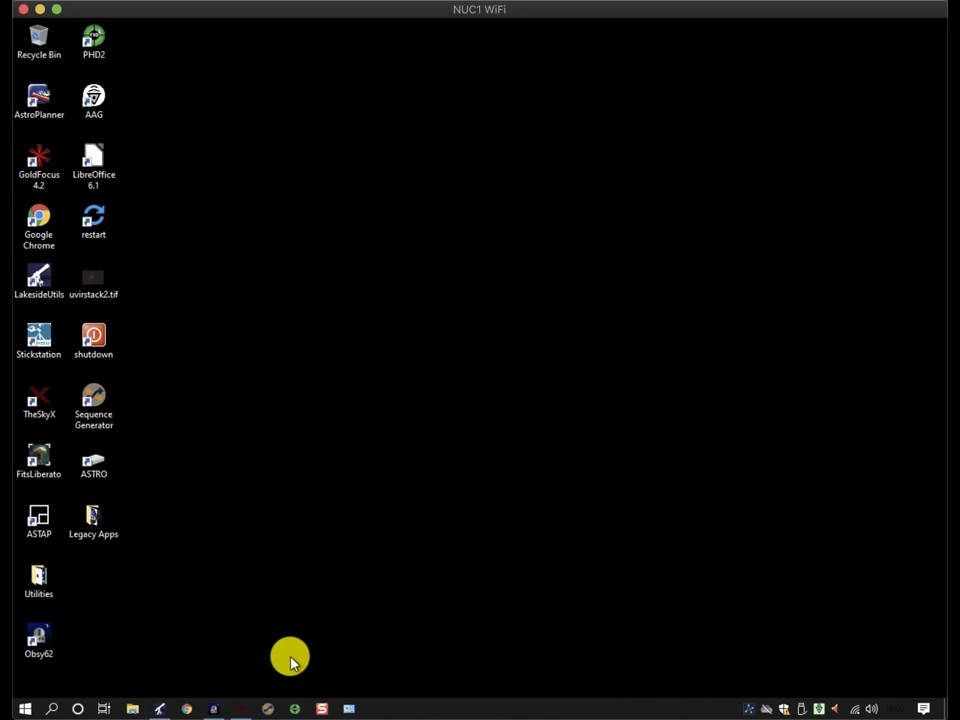 NUC1 WiFi
Recycle Bin
PHD2
AstroPlanner
AAG
GoldFocus
4.2
LibreOffice
6.1
Google
Chrome
restart
LakesideUtils
uvirstack2.tif
Stickstation
shutdown
TheSkyX
Sequence
Generator
FitsLiberato
ASTRO
ASTAP
Legacy Apps
Utilities
Obsy62